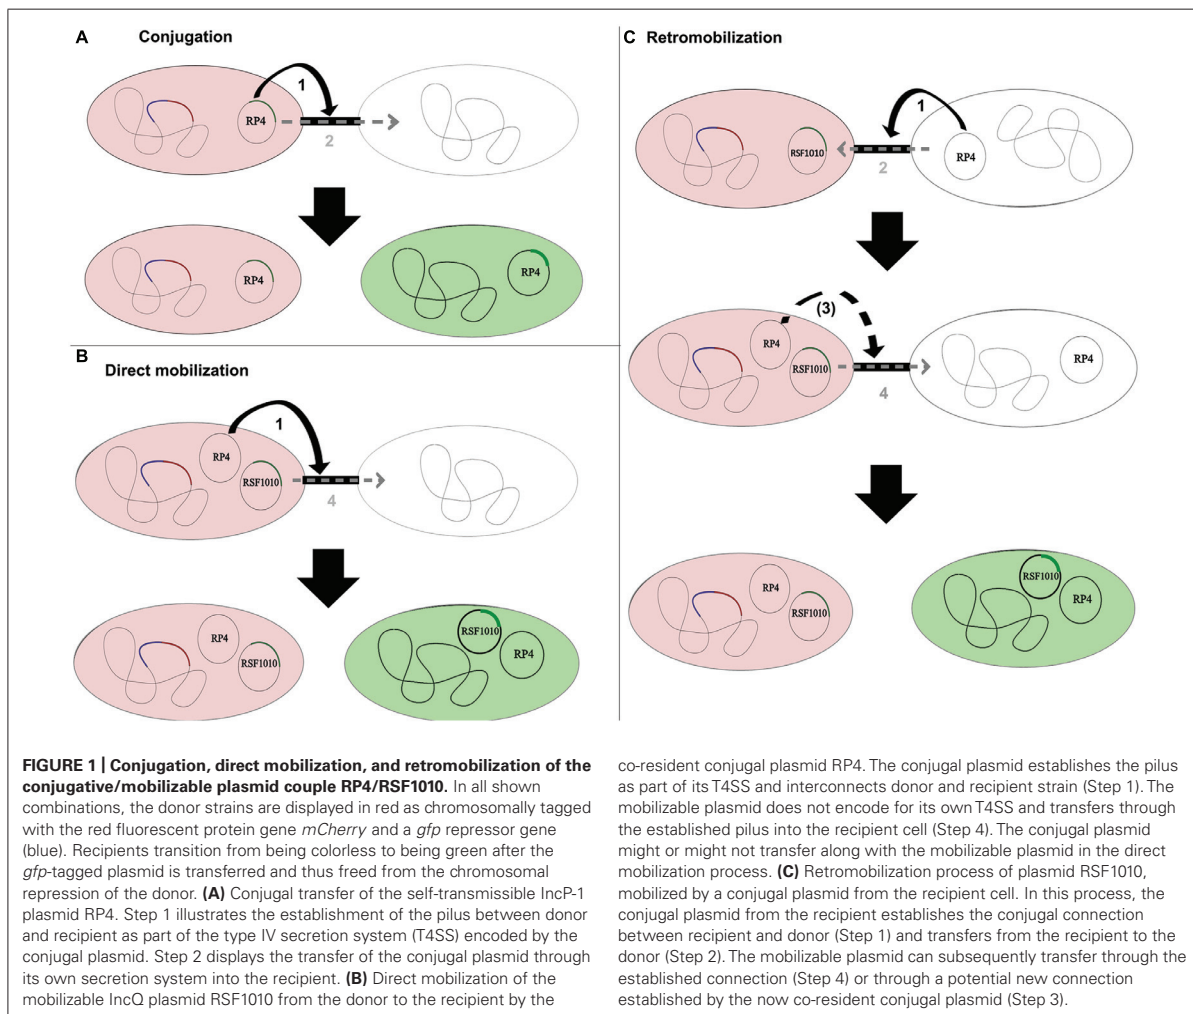 A
Conjugation
1
RP4
2
RP4
RP4
B
Direct mobilization
1
RP4
RSF1010
4
RP4
RSF1010
RSF1010
RP4
C
Retromobilization
1
RSF1010
RP4
2
(3)
RP4
RSF1010
RP4
4
RP4
RSF1010
RSF1010
RP4
FIGURE 1 | Conjugation, direct mobilization, and retromobilization of the
conjugative/mobilizable plasmid couple RP4/RSF1010. In all shown
combinations, the donor strains are displayed in red as chromosomally tagged
with the red fluorescent protein gene mCherry and a gfp repressor gene
(blue). Recipients transition from being colorless to being green after the
gfp-tagged plasmid is transferred and thus freed from the chromosomal
repression of the donor. (A) Conjugal transfer of the self-transmissible IncP-1
plasmid RP4. Step 1 illustrates the establishment of the pilus between donor
and recipient as part of the type IV secretion system (T4SS) encoded by the
conjugal plasmid. Step 2 displays the transfer of the conjugal plasmid through
its own secretion system into the recipient. (B) Direct mobilization of the
mobilizable IncQ plasmid RSF1010 from the donor to the recipient by the
co-resident conjugal plasmid RP4. The conjugal plasmid establishes the pilus
as part of its T4SS and interconnects donor and recipient strain (Step 1). The
mobilizable plasmid does not encode for its own T4SS and transfers through
the established pilus into the recipient cell (Step 4). The conjugal plasmid
might or might not transfer along with the mobilizable plasmid in the direct
mobilization process. (C) Retromobilization process of plasmid RSF1010,
mobilized by a conjugal plasmid from the recipient cell. In this process, the
conjugal plasmid from the recipient establishes the conjugal connection
between recipient and donor (Step 1) and transfers from the recipient to the
donor (Step 2). The mobilizable plasmid can subsequently transfer through the
established connection (Step 4) or through a potential new connection
established by the now co-resident conjugal plasmid (Step 3).